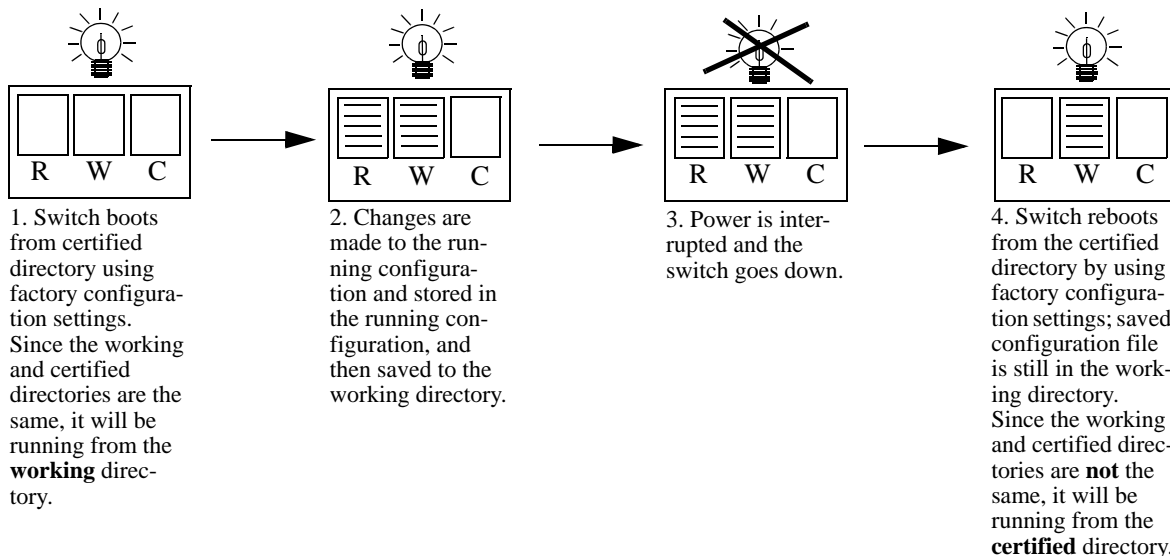 R W C
1. Switch boots
from certified
directory using
factory configura-
tion settings.
Since the working
and certified
directories are the
same, it will be
running from the
working direc-
tory.
R W C
2. Changes are
made to the run-
ning configura-
tion and stored in
the running con-
figuration, and
then saved to the
working directory.
R W C
3. Power is inter-
rupted and the
switch goes down.
R W C
4. Switch reboots
from the certified
directory by using
factory configura-
tion settings; saved
configuration file
is still in the work-
ing directory.
Since the working
and certified direc-
tories are not the
same, it will be
running from the
certified directory.